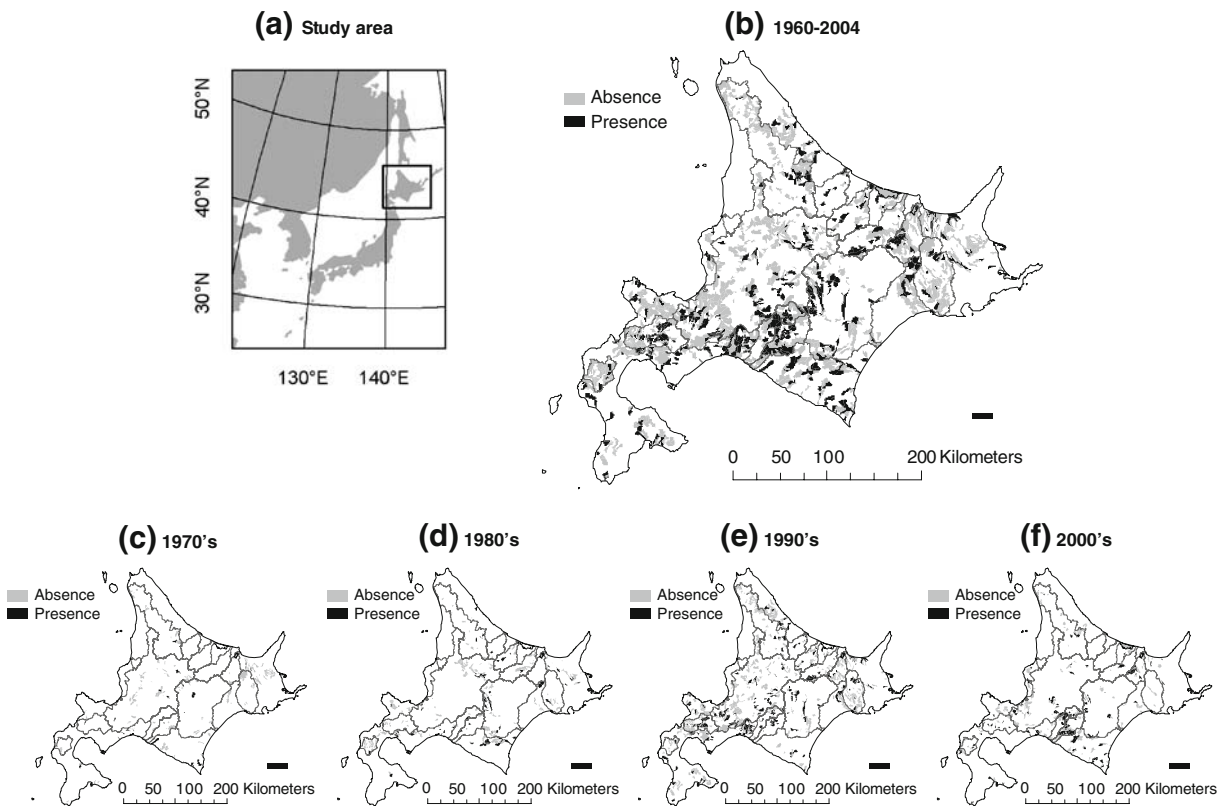 (a) Study area
50°N
40°N
30°N
130°E 140°E
(b) 1960-2004
Absence
Presence
0 50 100 200 Kilometers
(c) 1970's
Absence
Presence
0 50 100 200 Kilometers
(d) 1980's
Absence
Presence
0 50 100 200 Kilometers
(e) 1990's
Absence
Presence
0 50 100 200 Kilometers
(f) 2000's
Absence
Presence
0 50 100 200 Kilometers